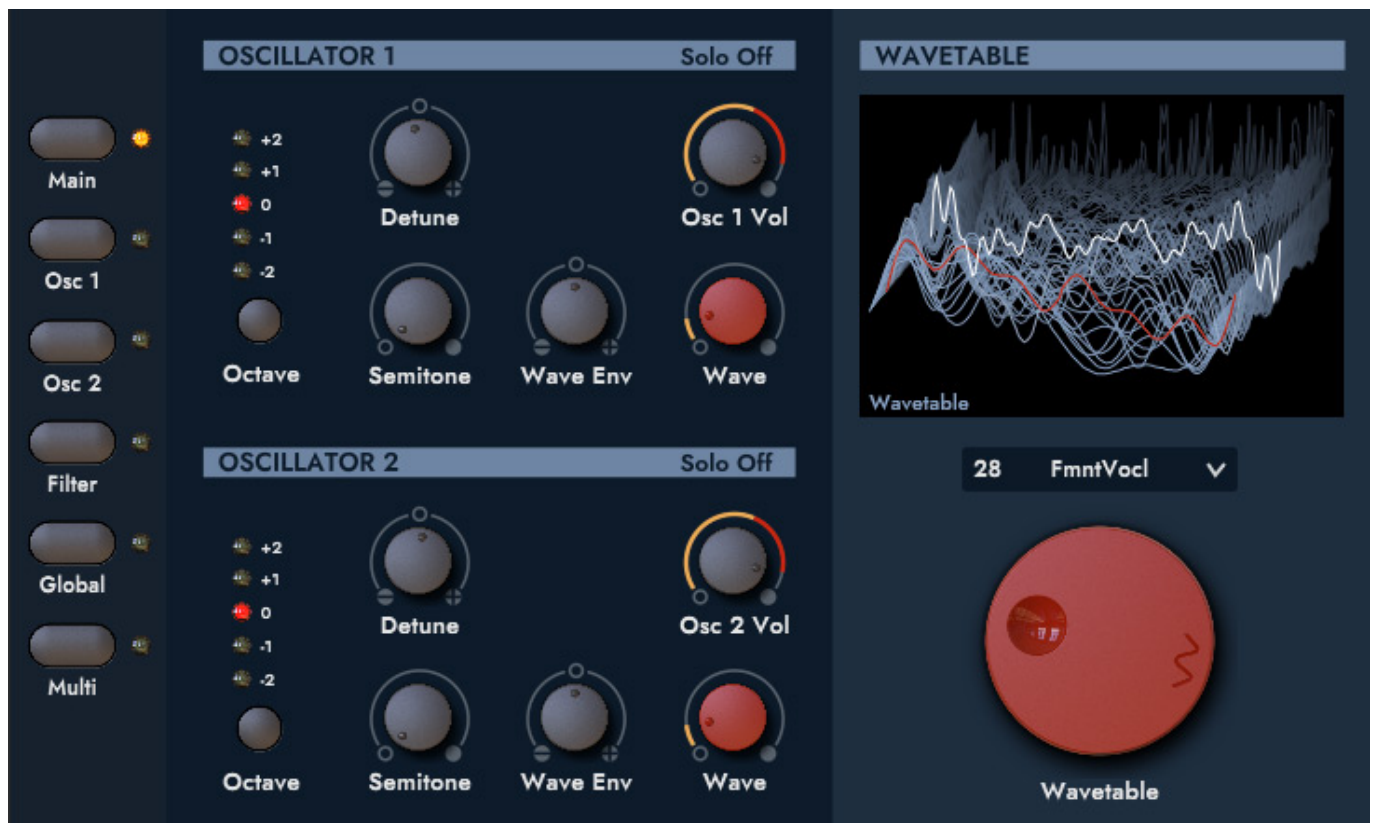 Main
Osc 1
Osc 2
Filter
Global
Multi
OSCILLATOR 1 Solo Off
+2
+1
0
-1
-2
Octave
Detune
Osc 1 Vol
Semitone
Wave Env
Wave
OSCILLATOR 2 Solo Off
+2
+1
0
-1
-2
Octave
Detune
Osc 2 Vol
Semitone
Wave Env
Wave
WAVETABLE
Wavetable
28 FmntVocl
Wavetable